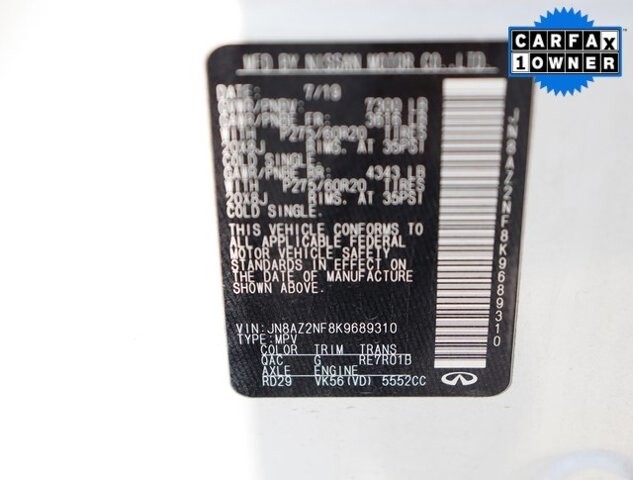 MFD BY NISSAN MOTOR CO.,LTD.
DATE: 7/19
GVWR/PNBV: 7300 LB
GAWR/PNBE FR: 3616 LB
WITH P275/60R20 TIRES
20X8J RIMS. AT 35PSI
COLD SINGLE.
GAWR/PNBE RR: 4343 LB
WITH P275/60R20 TIRES
20X8J RIMS. AT 35PSI
COLD SINGLE.
THIS VEHICLE CONFORMS TO
ALL APPLICABLE FEDERAL
MOTOR VEHICLE SAFETY
STANDARDS IN EFFECT ON
THE DATE OF MANUFACTURE
SHOWN ABOVE.
VIN:JN8AZ2NF8K9689310
TYPE:MPV
COLOR TRIM TRANS
QAC G RE7R01B
AXLE ENGINE
RD29 VK56(VD) 5552CC
JN8AZ2NF8K9689310
CARFAX
1 OWNER